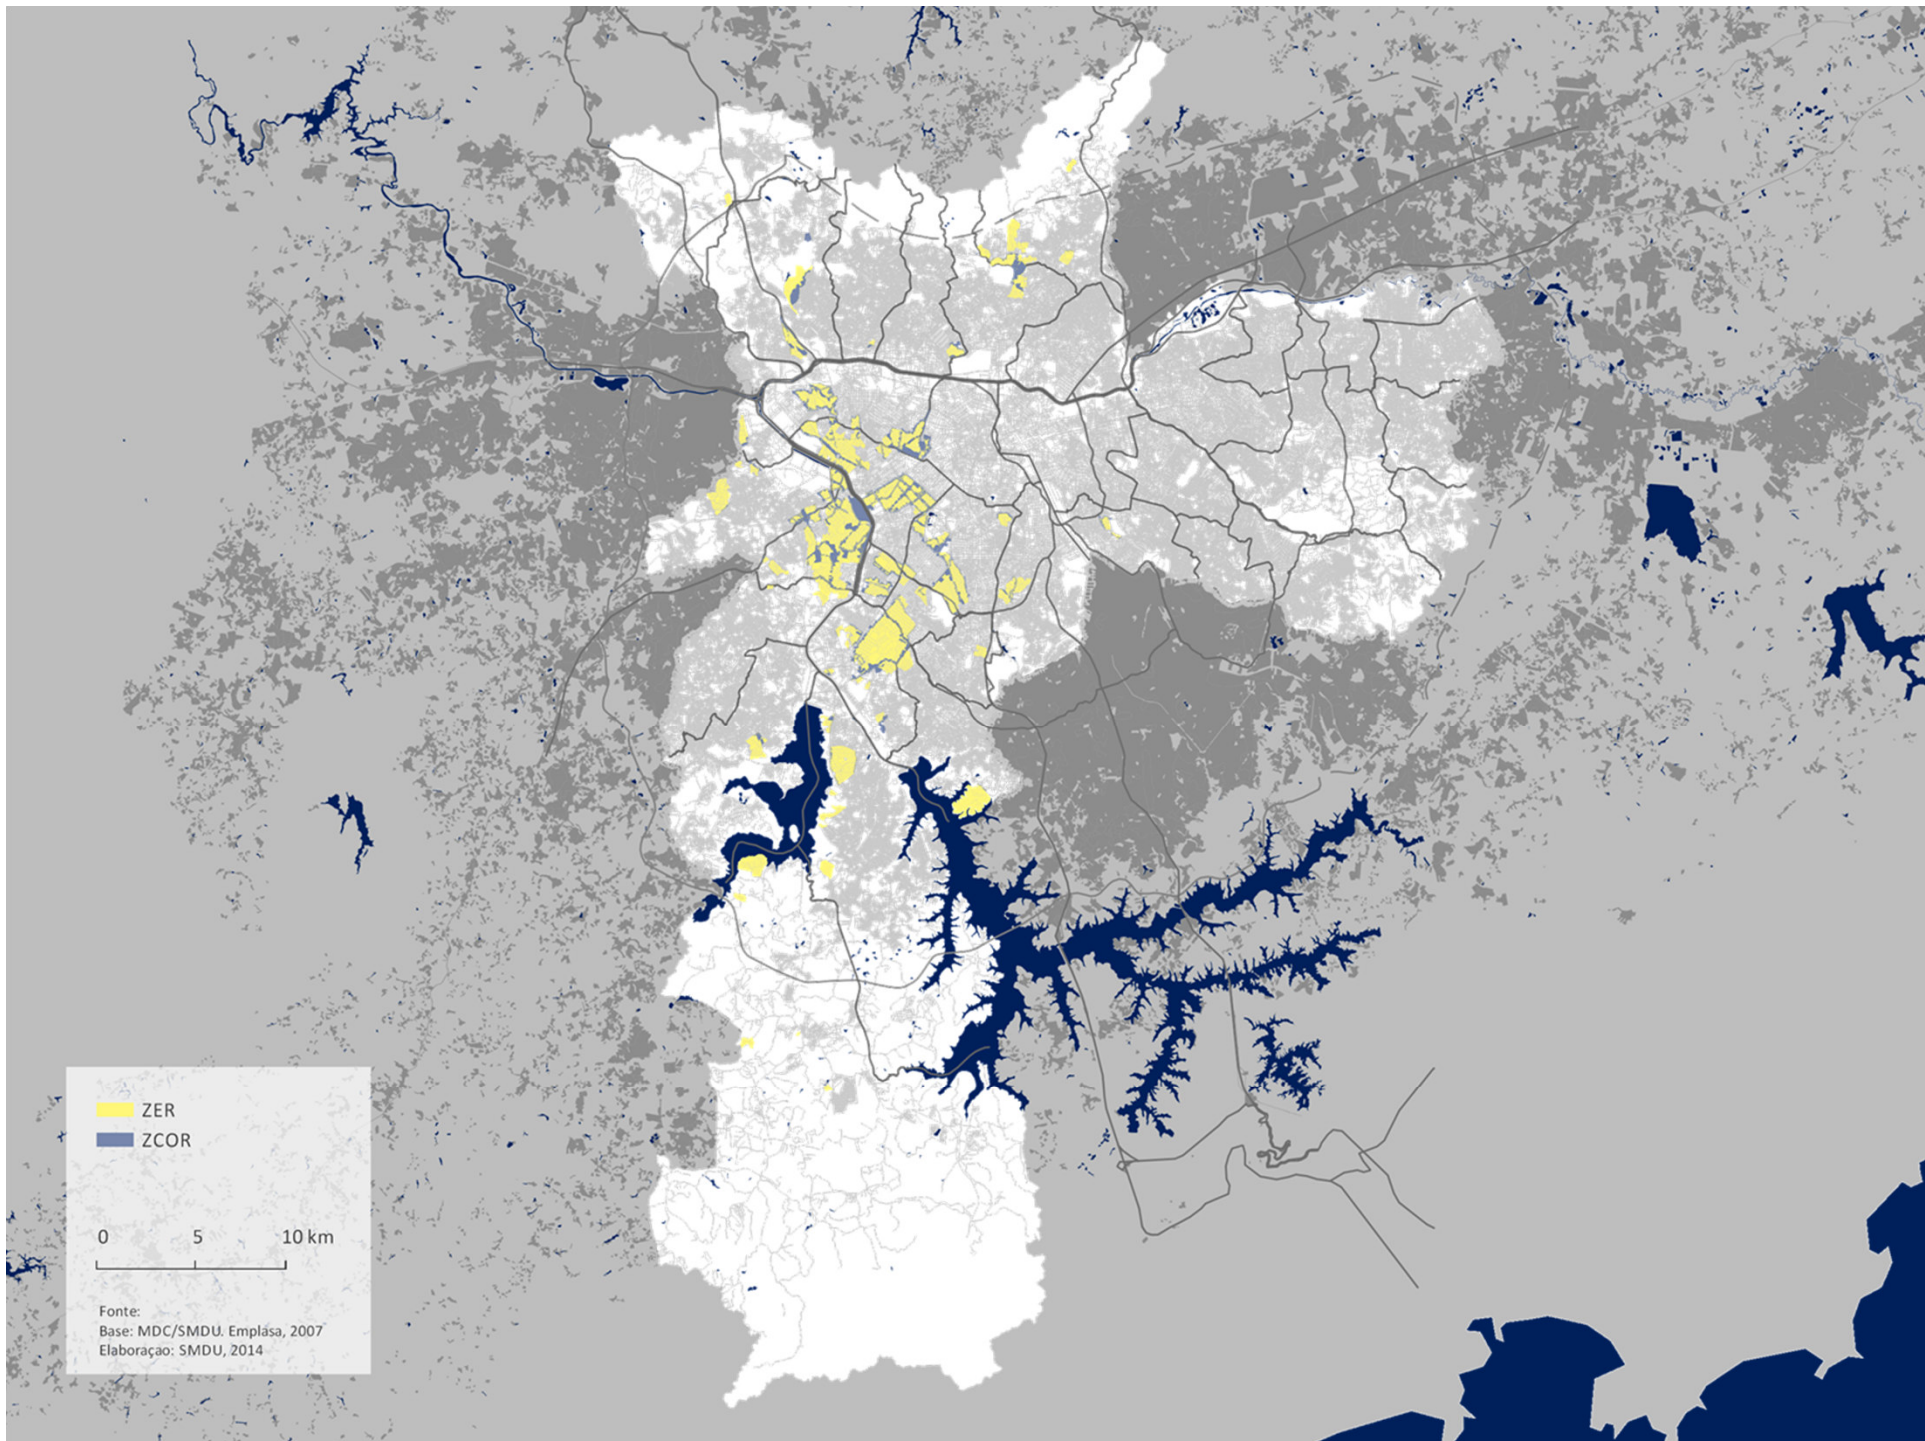 ZER
ZCOR
0 5 10 km
Fonte:
Base: MDC/SMDU. Emplasa, 2007
Elaboraçao: SMDU, 2014